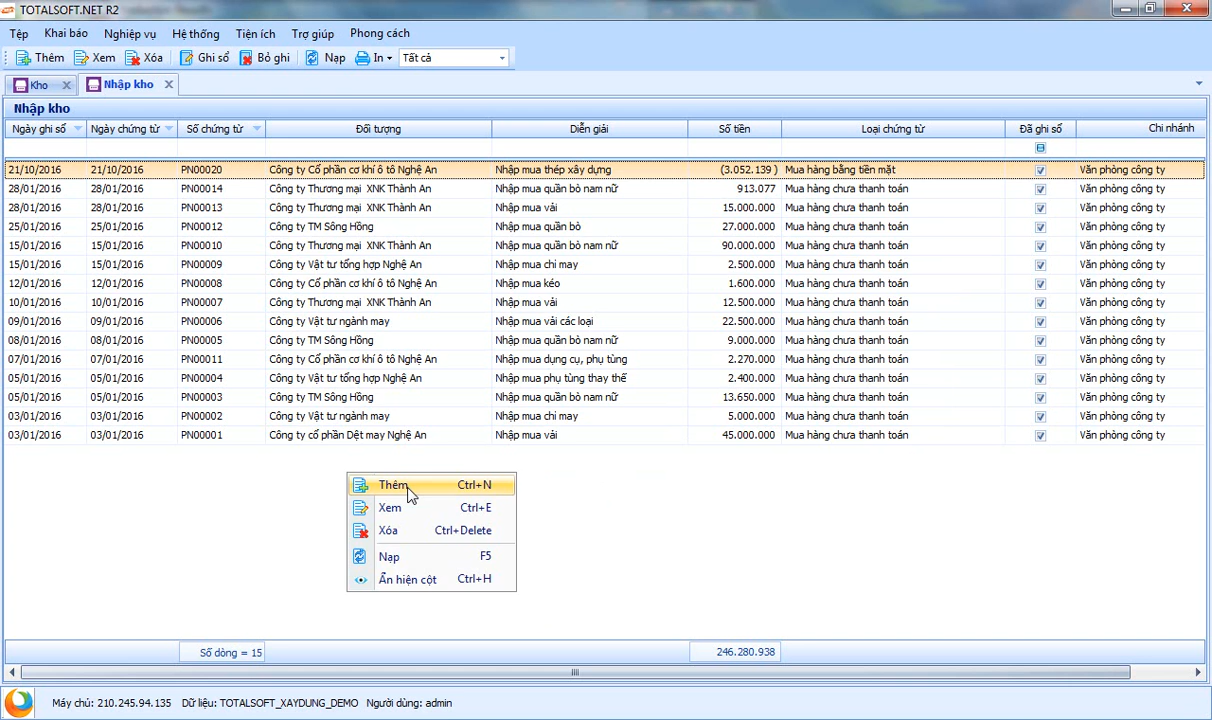 TOTALSOFT.NET R2
Tệp Khai báo Nghiệp vụ Hệ thống Tiện ích Trợ giúp Phong cách
Thêm Xem Xóa Ghi sổ Bỏ ghi Nạp In Tất cả
Kho Nhập kho
Nhập kho
Ngày ghi sổ Ngày chứng từ Số chứng từ Đối tượng Diễn giải Số tiền Loại chứng từ Đã ghi sổ Chi nhánh
21/10/2016 21/10/2016 PN00020 Công ty Cổ phần cơ khí ô tô Nghệ An Nhập mua thép xây dựng (3.052.139 ) Mua hàng bằng tiền mặt Văn phòng công ty
28/01/2016 28/01/2016 PN00014 Công ty Thương mại XNK Thành An Nhập mua quần bò nam nữ 913.077 Mua hàng chưa thanh toán Văn phòng công ty
28/01/2016 28/01/2016 PN00013 Công ty Thương mại XNK Thành An Nhập mua vải 15.000.000 Mua hàng chưa thanh toán Văn phòng công ty
25/01/2016 25/01/2016 PN00012 Công ty TM Sông Hồng Nhập mua quần bò 27.000.000 Mua hàng chưa thanh toán Văn phòng công ty
15/01/2016 15/01/2016 PN00010 Công ty Thương mại XNK Thành An Nhập mua quần bò nam nữ 90.000.000 Mua hàng chưa thanh toán Văn phòng công ty
15/01/2016 15/01/2016 PN00009 Công ty Vật tư tổng hợp Nghệ An Nhập mua chỉ may 2.500.000 Mua hàng chưa thanh toán Văn phòng công ty
12/01/2016 12/01/2016 PN00008 Công ty Cổ phần cơ khí ô tô Nghệ An Nhập mua kéo 1.600.000 Mua hàng chưa thanh toán Văn phòng công ty
10/01/2016 10/01/2016 PN00007 Công ty Thương mại XNK Thành An Nhập mua vải 12.500.000 Mua hàng chưa thanh toán Văn phòng công ty
09/01/2016 09/01/2016 PN00006 Công ty Vật tư ngành may Nhập mua vải các loại 22.500.000 Mua hàng chưa thanh toán Văn phòng công ty
08/01/2016 08/01/2016 PN00005 Công ty TM Sông Hồng Nhập mua quần bò nam nữ 9.000.000 Mua hàng chưa thanh toán Văn phòng công ty
07/01/2016 07/01/2016 PN00011 Công ty Cổ phần cơ khí ô tô Nghệ An Nhập mua dụng cụ, phụ tùng 2.270.000 Mua hàng chưa thanh toán Văn phòng công ty
05/01/2016 05/01/2016 PN00004 Công ty Vật tư tổng hợp Nghệ An Nhập mua phụ tùng thay thế 2.400.000 Mua hàng chưa thanh toán Văn phòng công ty
05/01/2016 05/01/2016 PN00003 Công ty TM Sông Hồng Nhập mua quần bò nam nữ 13.650.000 Mua hàng chưa thanh toán Văn phòng công ty
03/01/2016 03/01/2016 PN00002 Công ty Vật tư ngành may Nhập mua chỉ may 5.000.000 Mua hàng chưa thanh toán Văn phòng công ty
03/01/2016 03/01/2016 PN00001 Công ty cổ phần Dệt may Nghệ An Nhập mua vải 45.000.000 Mua hàng chưa thanh toán Văn phòng công ty
Thêm Ctrl+N
Xem Ctrl+E
Xóa Ctrl+Delete
Nạp F5
Ẩn hiện cột Ctrl+H
Số dòng = 15 246.280.938
Máy chủ: 210.245.94.135 Dữ liệu: TOTALSOFT_XAYDUNG_DEMO Người dùng: admin